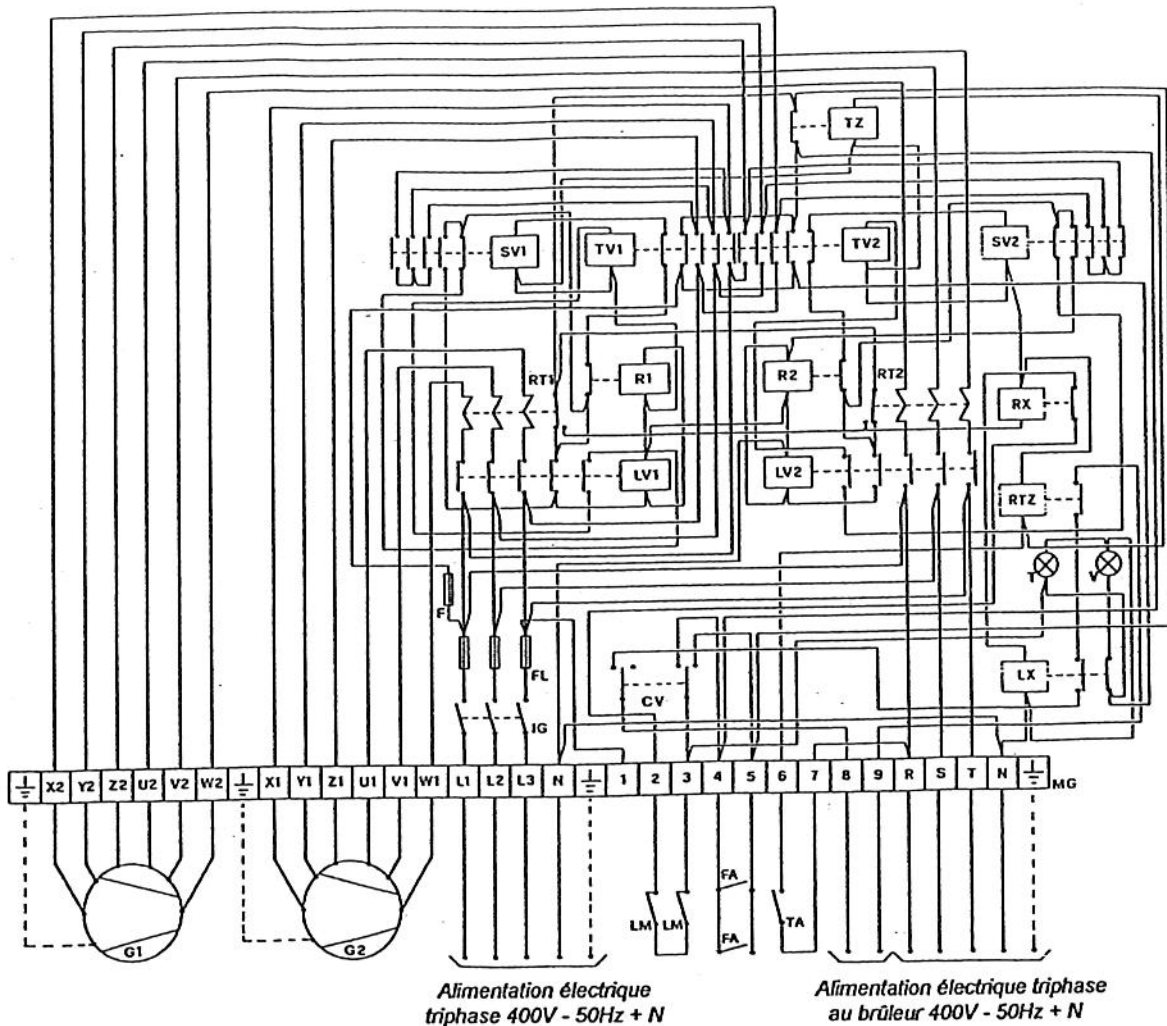 TZ
SV1
TV1
TV2
SV2
RT1
R1
R2
RT2
RX
LV1
LV2
RTZ
T
V
F
FL
CV
LX
IG
X2 Y2 Z2 U2 V2 W2 X1 Y1 Z1 U1 V1 W1 L1 L2 L3 N 1 2 3 4 5 6 7 8 9 R S T N MG
FA
LM LM TA
FA
G1 G2
Alimentation électrique
triphase 400V - 50Hz + N
Alimentation électrique triphase
au brûleur 400V - 50Hz + N